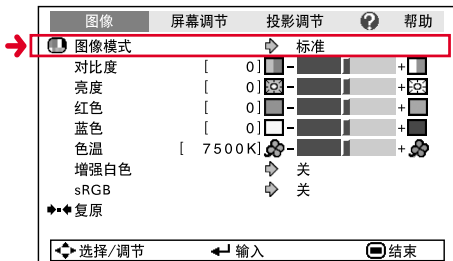 图像 屏幕调节 投影调节 ? 帮助
图像模式 标准
对比度 [ 0] - +
亮度 [ 0] - +
红色 [ 0] - +
蓝色 [ 0] - +
色温 [ 7500K] - +
增强白色 关
sRGB 关
复原
选择/调节 输入 结束